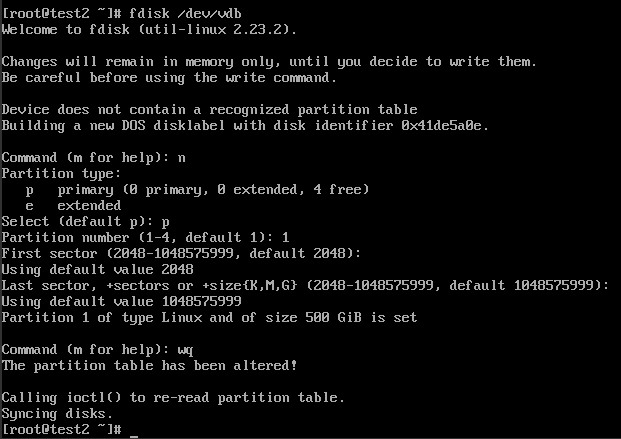 [root@test2 ~]# fdisk /dev/vdb
Welcome to fdisk (util-linux 2.23.2).
Changes will remain in memory only, until you decide to write them.
Be careful before using the write command.
Device does not contain a recognized partition table
Building a new DOS disklabel with disk identifier 0x41de5a0e.
Command (m for help): n
Partition type:
   p   primary (0 primary, 0 extended, 4 free)
   e   extended
Select (default p): p
Partition number (1-4, default 1): 1
First sector (2048-1048575999, default 2048):
Using default value 2048
Last sector, +sectors or +size{K,M,G} (2048-1048575999, default 1048575999):
Using default value 1048575999
Partition 1 of type Linux and of size 500 GiB is set
Command (m for help): wq
The partition table has been altered!
Calling ioctl() to re-read partition table.
Syncing disks.
[root@test2 ~]# _